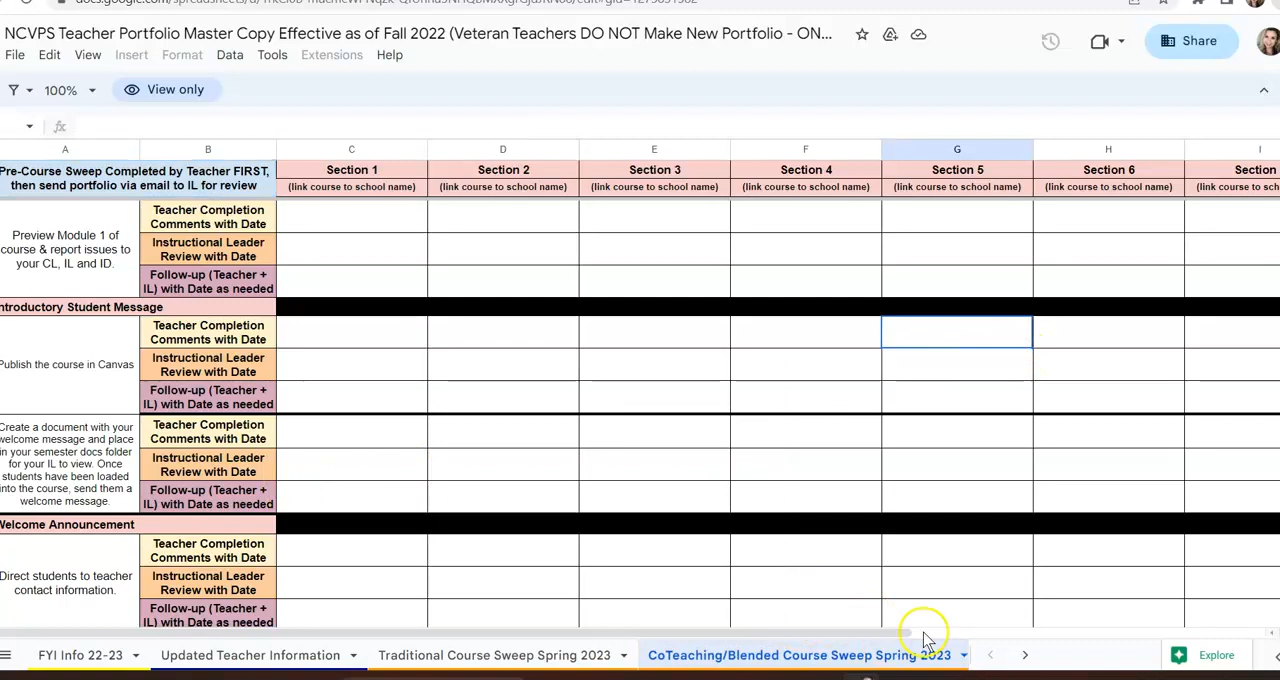 NCVPS Teacher Portfolio Master Copy Effective as of Fall 2022 (Veteran Teachers DO NOT Make New Portfolio - ON...
Share
File Edit View Insert Format Data Tools Extensions Help
100% View only
fx
A B C D E F G H I
Pre-Course Sweep Completed by Teacher FIRST,
then send portfolio via email to IL for review
Section 1 Section 2 Section 3 Section 4 Section 5 Section 6 Section
(link course to school name) (link course to school name) (link course to school name) (link course to school name) (link course to school name) (link course to school name) (link course to sch
Preview Module 1 of
course & report issues to
your CL, IL and ID.
Teacher Completion
Comments with Date
Instructional Leader
Review with Date
Follow-up (Teacher +
IL) with Date as needed
ntroductory Student Message
Publish the course in Canvas
Teacher Completion
Comments with Date
Instructional Leader
Review with Date
Follow-up (Teacher +
IL) with Date as needed
Create a document with your
welcome message and place
in your semester docs folder
for your IL to view. Once
students have been loaded
into the course, send them a
welcome message.
Teacher Completion
Comments with Date
Instructional Leader
Review with Date
Follow-up (Teacher +
IL) with Date as needed
Welcome Announcement
Direct students to teacher
contact information.
Teacher Completion
Comments with Date
Instructional Leader
Review with Date
Follow-up (Teacher +
IL) with Date as needed
FYI Info 22-23 Updated Teacher Information Traditional Course Sweep Spring 2023 CoTeaching/Blended Course Sweep Spring 2023 Explore